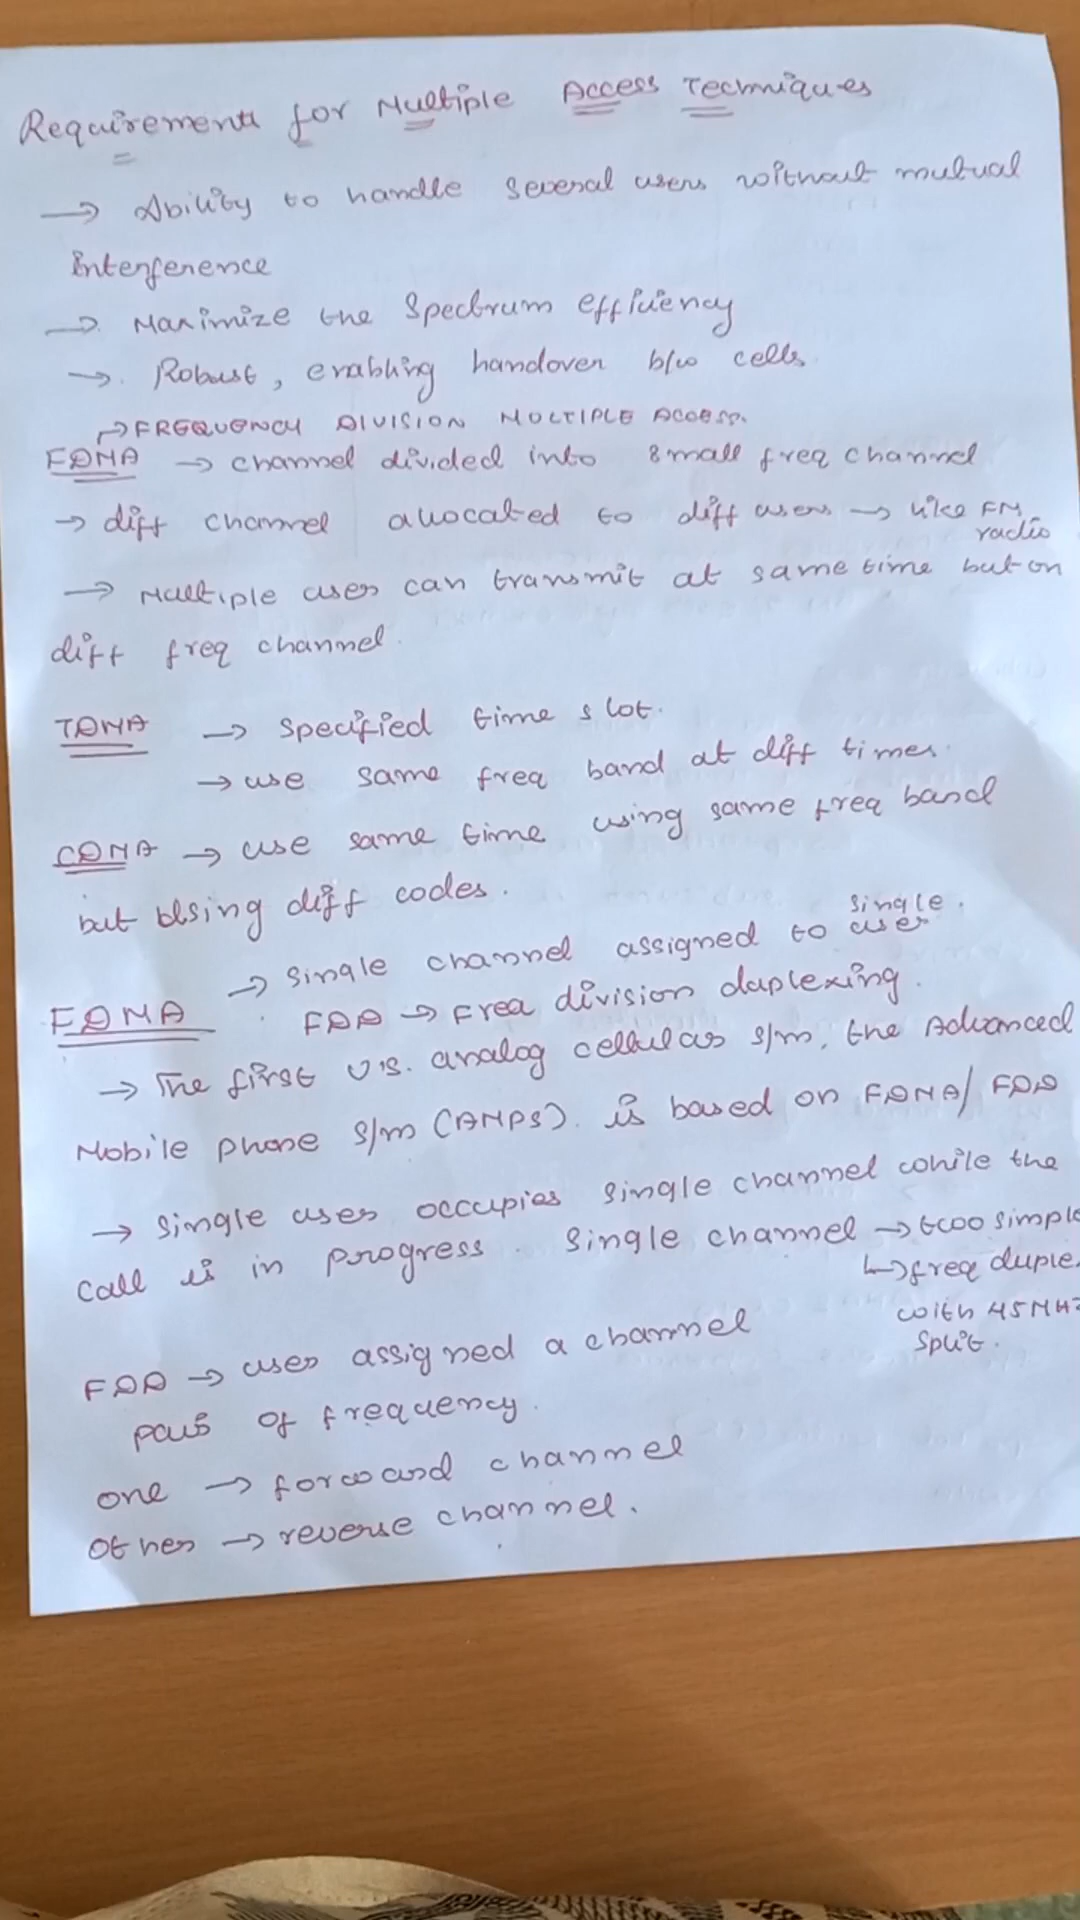 Requirements for Multiple Access Techniques
→ Ability to handle several users without mutual
interference
→ Maximize the Spectrum efficiency
→ Robust, enabling handover b/w cells.
→ FREQUENCY DIVISION MULTIPLE ACCESS.
FDMA → channel divided into small freq channel
→ diff channel allocated to diff users → like FM
radio
→ Multiple user can transmit at same time but on
diff freq channel.
TDMA → specified time slot.
→ use same freq band at diff times.
CDMA → use same time using same freq band
but using diff codes.
single.
→ single channel assigned to user
FDMA
FDD → Freq division duplexing.
→ The first U.S. analog cellular s/m, the Advanced
Mobile phone s/m (AMPS). is based on FDMA/FDD
→ single user occupies single channel while the
call is in progress. single channel → two simple
↳ freq duple
with 45MHz
split.
FDD → user assigned a channel
pair of frequency.
one → forward channel
other → reverse channel.